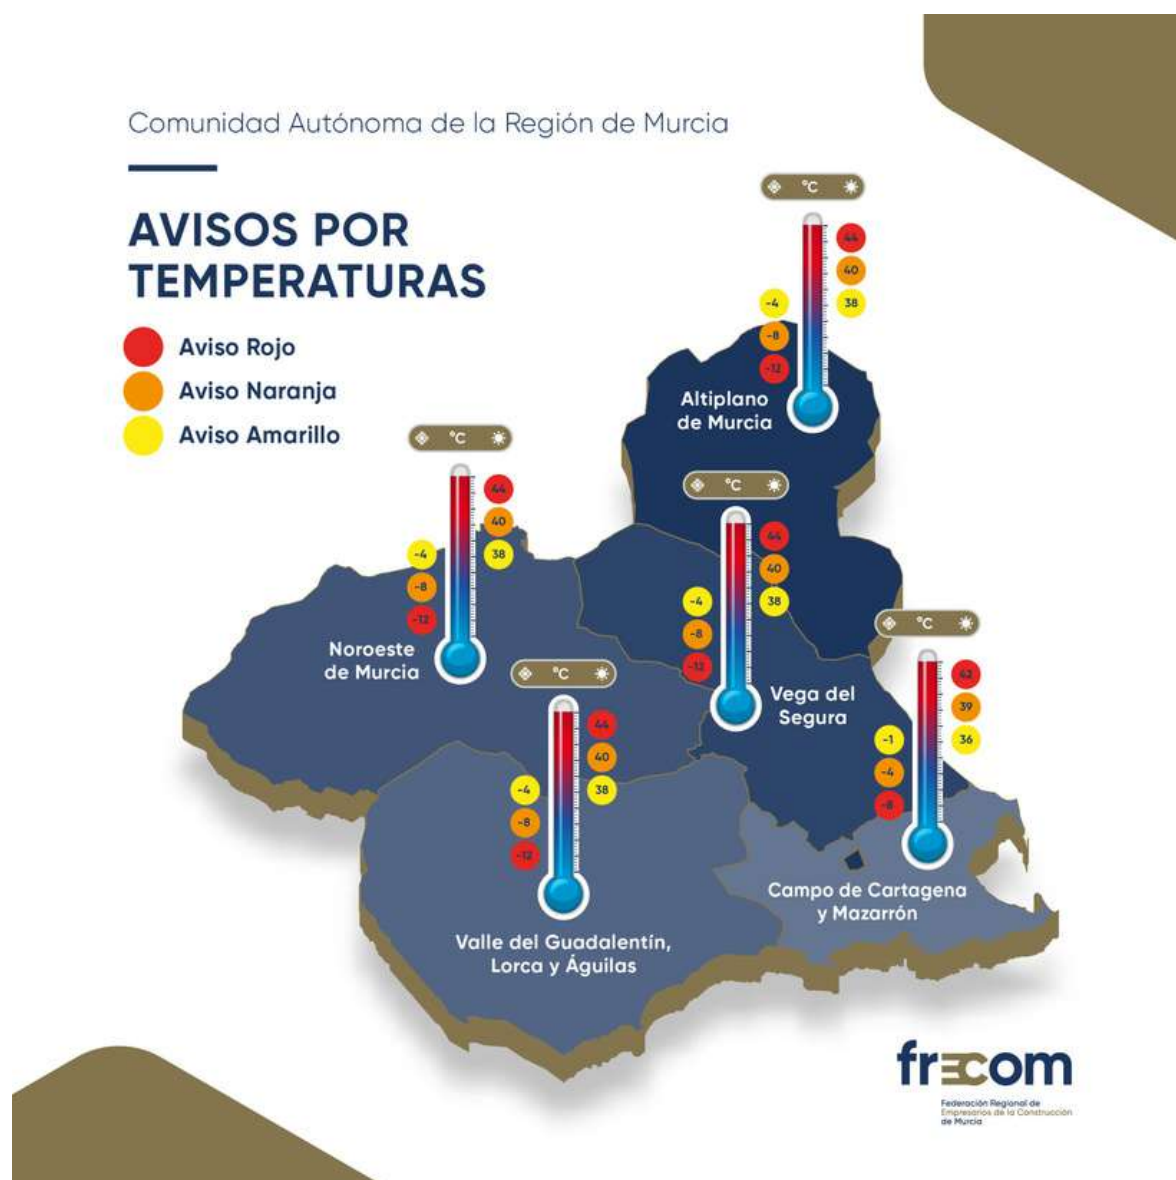 Comunidad Autónoma de la Región de Murcia
AVISOS POR
TEMPERATURAS
Aviso Rojo
Aviso Naranja
Aviso Amarillo
°C
44
40
38
-4
-8
-12
Altiplano
de Murcia
°C
44
40
38
-4
-8
-12
Noroeste
de Murcia
°C
44
40
38
-4
-8
-12
Vega del
Segura
°C
42
39
36
-1
-4
-8
Campo de Cartagena
y Mazarrón
°C
44
40
38
-4
-8
-12
Valle del Guadalentín,
Lorca y Águilas
frecom
Federación Regional de
Empresarios de la Construcción
de Murcia